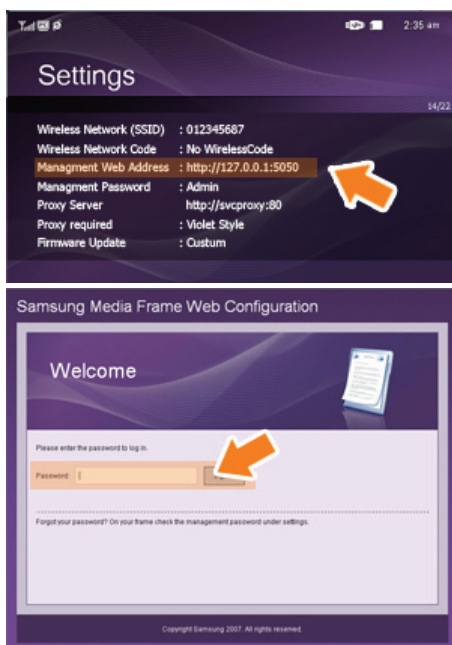 2:35 am
Settings
14/22
Wireless Network (SSID) : 012345687
Wireless Network Code : No WirelessCode
Managment Web Address : http://127.0.0.1:5050
Managment Password : Admin
Proxy Server http://svcproxy:80
Proxy required : Violet Style
Firmware Update : Custum
Samsung Media Frame Web Configuration
Welcome
Please enter the password to log in.
Password:
Forgot your password? On your frame check the management password under settings.
Copyright Samsung 2007. All rights reserved.